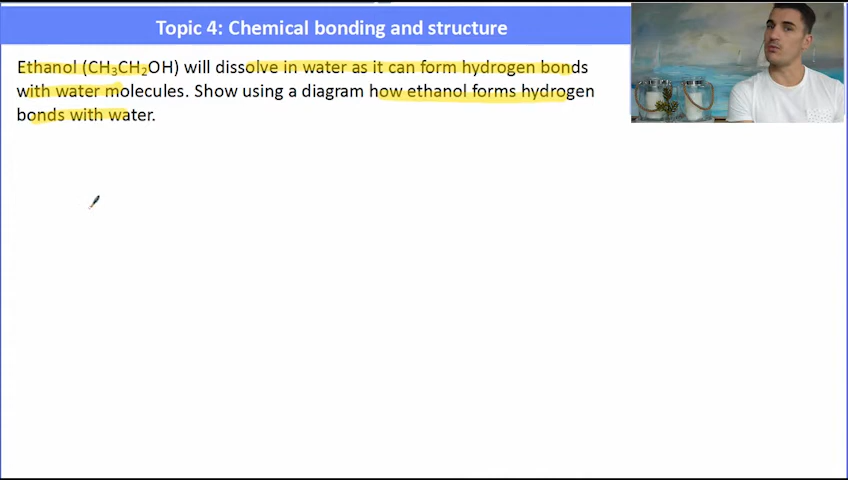 Topic 4: Chemical bonding and structure
Ethanol (CH₃CH₂OH) will dissolve in water as it can form hydrogen bonds
with water molecules. Show using a diagram how ethanol forms hydrogen
bonds with water.